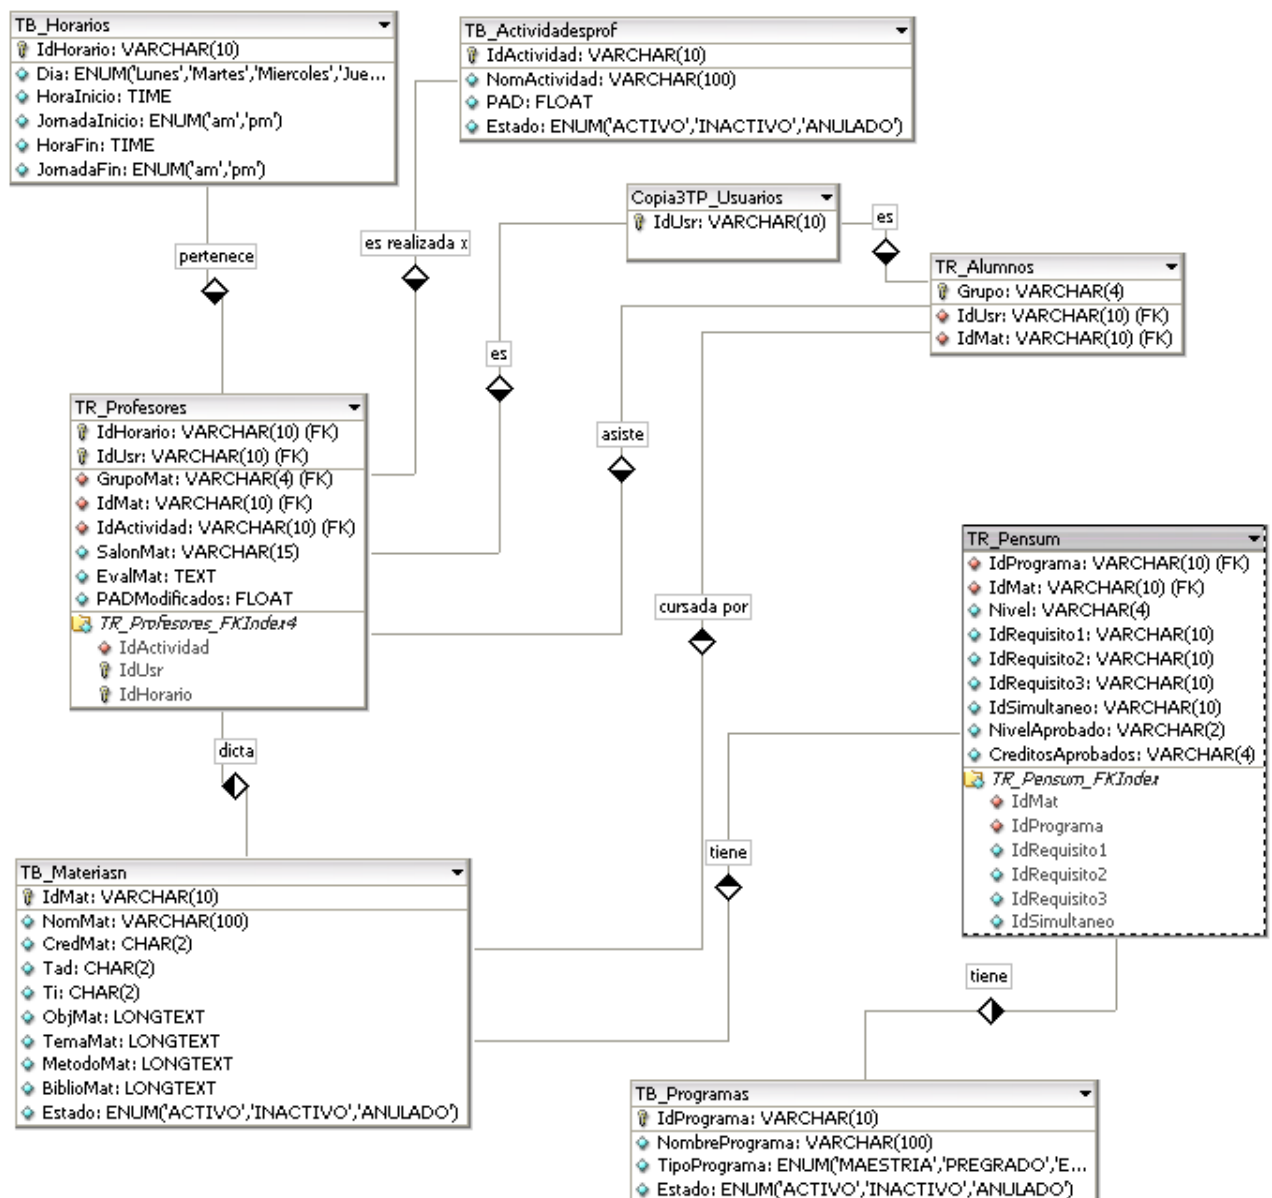 TB_Horarios
IdHorario: VARCHAR(10)
Dia: ENUM('Lunes','Martes','Miercoles','Jue...
HoraInicio: TIME
JornadaInicio: ENUM('am','pm')
HoraFin: TIME
JornadaFin: ENUM('am','pm')
TB_Actividadesprof
IdActividad: VARCHAR(10)
NomActividad: VARCHAR(100)
PAD: FLOAT
Estado: ENUM('ACTIVO','INACTIVO','ANULADO')
Copia3TP_Usuarios
IdUsr: VARCHAR(10)
es
pertenece
es realizada x
TR_Alumnos
Grupo: VARCHAR(4)
IdUsr: VARCHAR(10) (FK)
IdMat: VARCHAR(10) (FK)
es
TR_Profesores
IdHorario: VARCHAR(10) (FK)
IdUsr: VARCHAR(10) (FK)
GrupoMat: VARCHAR(4) (FK)
IdMat: VARCHAR(10) (FK)
IdActividad: VARCHAR(10) (FK)
SalonMat: VARCHAR(15)
EvalMat: TEXT
PADModificados: FLOAT
TR_Profesores_FKIndex4
IdActividad
IdUsr
IdHorario
asiste
cursada por
TR_Pensum
IdPrograma: VARCHAR(10) (FK)
IdMat: VARCHAR(10) (FK)
Nivel: VARCHAR(4)
IdRequisito1: VARCHAR(10)
IdRequisito2: VARCHAR(10)
IdRequisito3: VARCHAR(10)
IdSimultaneo: VARCHAR(10)
NivelAprobado: VARCHAR(2)
CreditosAprobados: VARCHAR(4)
TR_Pensum_FKIndex
IdMat
IdPrograma
IdRequisito1
IdRequisito2
IdRequisito3
IdSimultaneo
dicta
tiene
TB_Materiasn
IdMat: VARCHAR(10)
NomMat: VARCHAR(100)
CredMat: CHAR(2)
Tad: CHAR(2)
Ti: CHAR(2)
ObjMat: LONGTEXT
TemaMat: LONGTEXT
MetodoMat: LONGTEXT
BiblioMat: LONGTEXT
Estado: ENUM('ACTIVO','INACTIVO','ANULADO')
tiene
TB_Programas
IdPrograma: VARCHAR(10)
NombrePrograma: VARCHAR(100)
TipoPrograma: ENUM('MAESTRIA','PREGRADO','E...
Estado: ENUM('ACTIVO','INACTIVO','ANULADO')